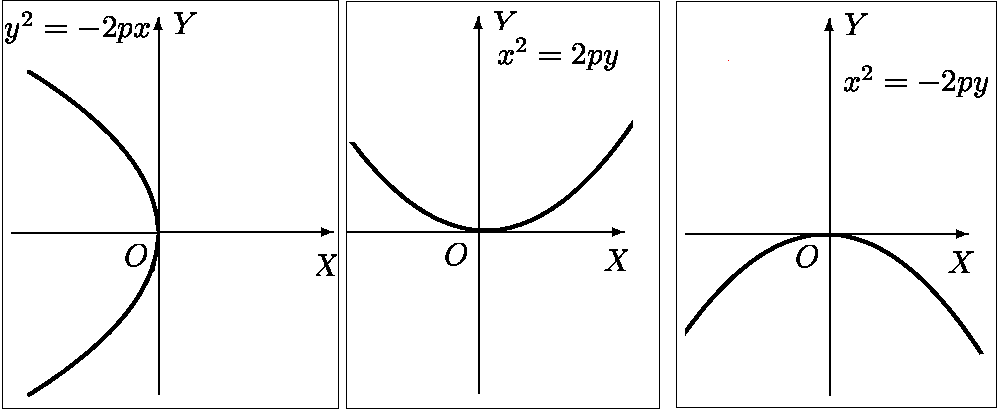 y² = −2px
Y
O
X
Y
x² = 2py
O
X
Y
x² = −2py
O
X